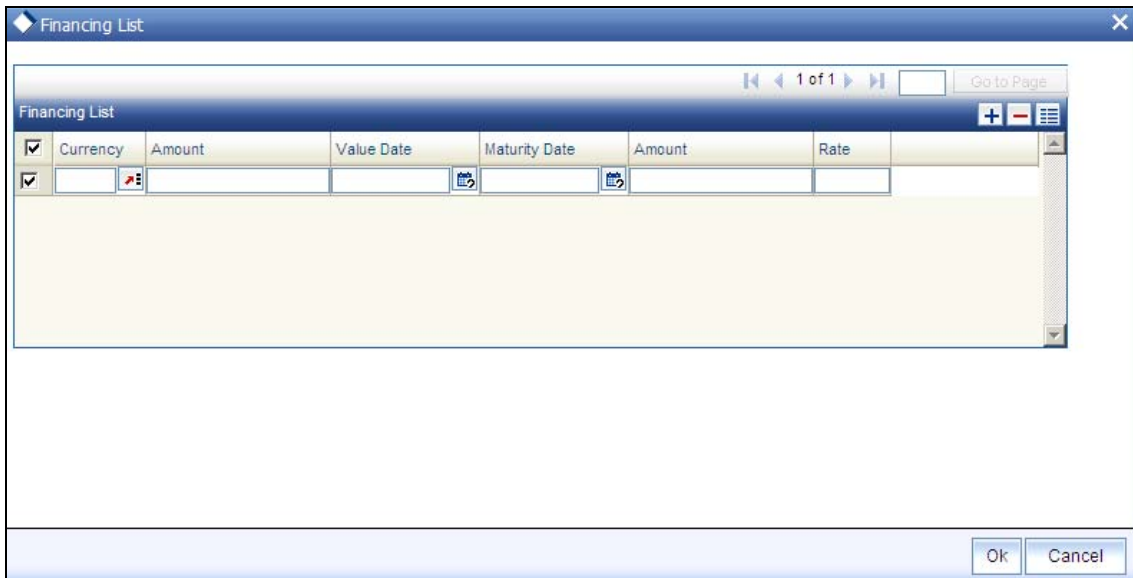 Financing List
1 of 1 Go to Page
Financing List
Currency Amount Value Date Maturity Date Amount Rate
Ok Cancel